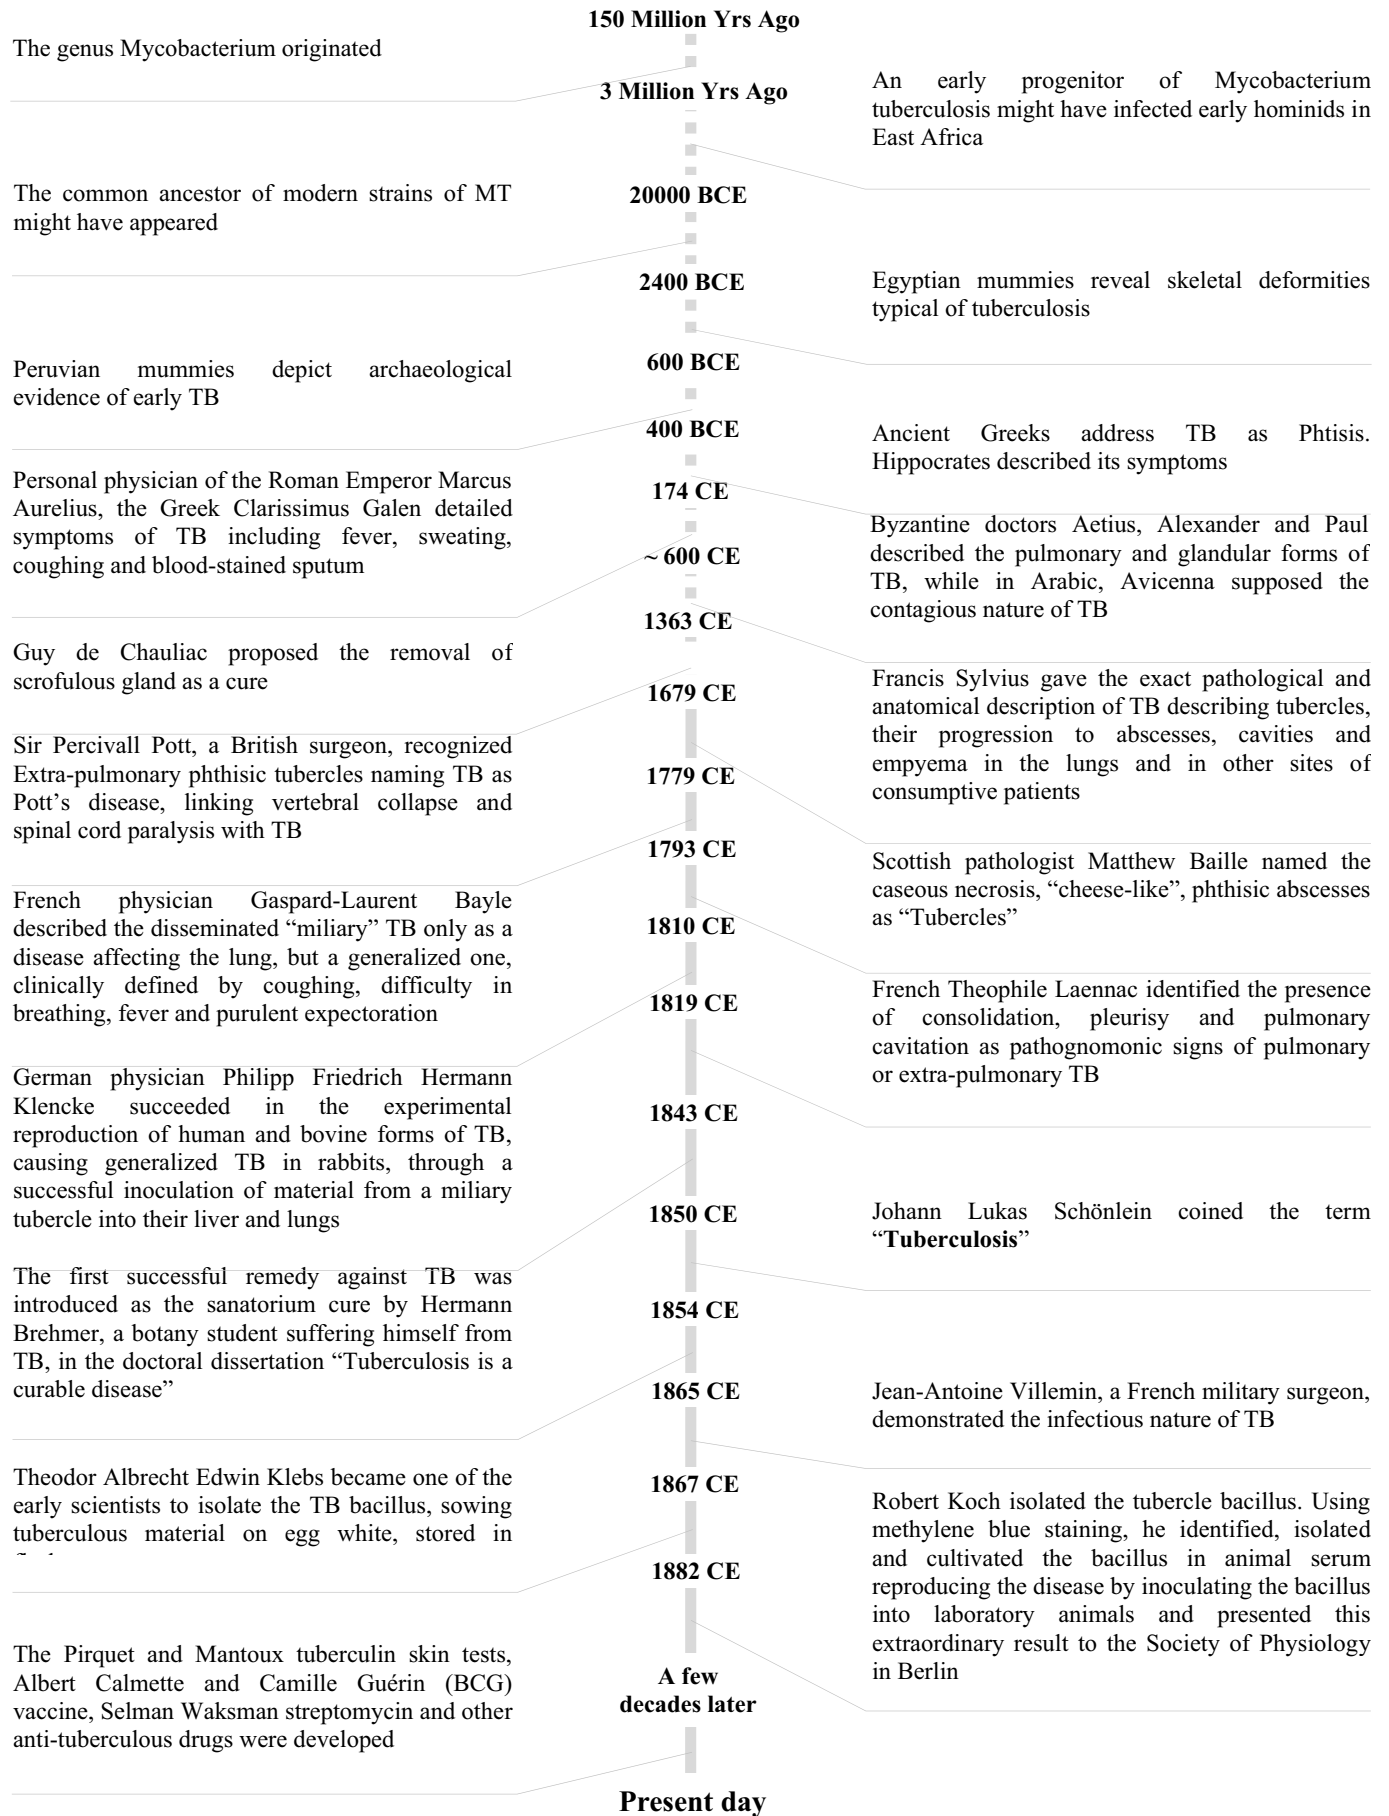 150 Million Yrs Ago
The genus Mycobacterium originated
3 Million Yrs Ago
An early progenitor of Mycobacterium
tuberculosis might have infected early hominids in
East Africa
20000 BCE
The common ancestor of modern strains of MT
might have appeared
2400 BCE
Egyptian mummies reveal skeletal deformities
typical of tuberculosis
600 BCE
Peruvian mummies depict archaeological
evidence of early TB
400 BCE
Ancient Greeks address TB as Phtisis.
Hippocrates described its symptoms
174 CE
Personal physician of the Roman Emperor Marcus
Aurelius, the Greek Clarissimus Galen detailed
symptoms of TB including fever, sweating,
coughing and blood-stained sputum
~ 600 CE
Byzantine doctors Aetius, Alexander and Paul
described the pulmonary and glandular forms of
TB, while in Arabic, Avicenna supposed the
contagious nature of TB
1363 CE
Guy de Chauliac proposed the removal of
scrofulous gland as a cure
1679 CE
Francis Sylvius gave the exact pathological and
anatomical description of TB describing tubercles,
their progression to abscesses, cavities and
empyema in the lungs and in other sites of
consumptive patients
1779 CE
Sir Percivall Pott, a British surgeon, recognized
Extra-pulmonary phthisic tubercles naming TB as
Pott’s disease, linking vertebral collapse and
spinal cord paralysis with TB
1793 CE
Scottish pathologist Matthew Baille named the
caseous necrosis, “cheese-like”, phthisic abscesses
as “Tubercles”
1810 CE
French physician Gaspard-Laurent Bayle
described the disseminated “miliary” TB only as a
disease affecting the lung, but a generalized one,
clinically defined by coughing, difficulty in
breathing, fever and purulent expectoration
1819 CE
French Theophile Laennac identified the presence
of consolidation, pleurisy and pulmonary
cavitation as pathognomonic signs of pulmonary
or extra-pulmonary TB
1843 CE
German physician Philipp Friedrich Hermann
Klencke succeeded in the experimental
reproduction of human and bovine forms of TB,
causing generalized TB in rabbits, through a
successful inoculation of material from a miliary
tubercle into their liver and lungs
1850 CE
Johann Lukas Schönlein coined the term
“Tuberculosis”
1854 CE
The first successful remedy against TB was
introduced as the sanatorium cure by Hermann
Brehmer, a botany student suffering himself from
TB, in the doctoral dissertation “Tuberculosis is a
curable disease”
1865 CE
Jean-Antoine Villemin, a French military surgeon,
demonstrated the infectious nature of TB
1867 CE
Theodor Albrecht Edwin Klebs became one of the
early scientists to isolate the TB bacillus, sowing
tuberculous material on egg white, stored in
1882 CE
Robert Koch isolated the tubercle bacillus. Using
methylene blue staining, he identified, isolated
and cultivated the bacillus in animal serum
reproducing the disease by inoculating the bacillus
into laboratory animals and presented this
extraordinary result to the Society of Physiology
in Berlin
A few
decades later
The Pirquet and Mantoux tuberculin skin tests,
Albert Calmette and Camille Guérin (BCG)
vaccine, Selman Waksman streptomycin and other
anti-tuberculous drugs were developed
Present day